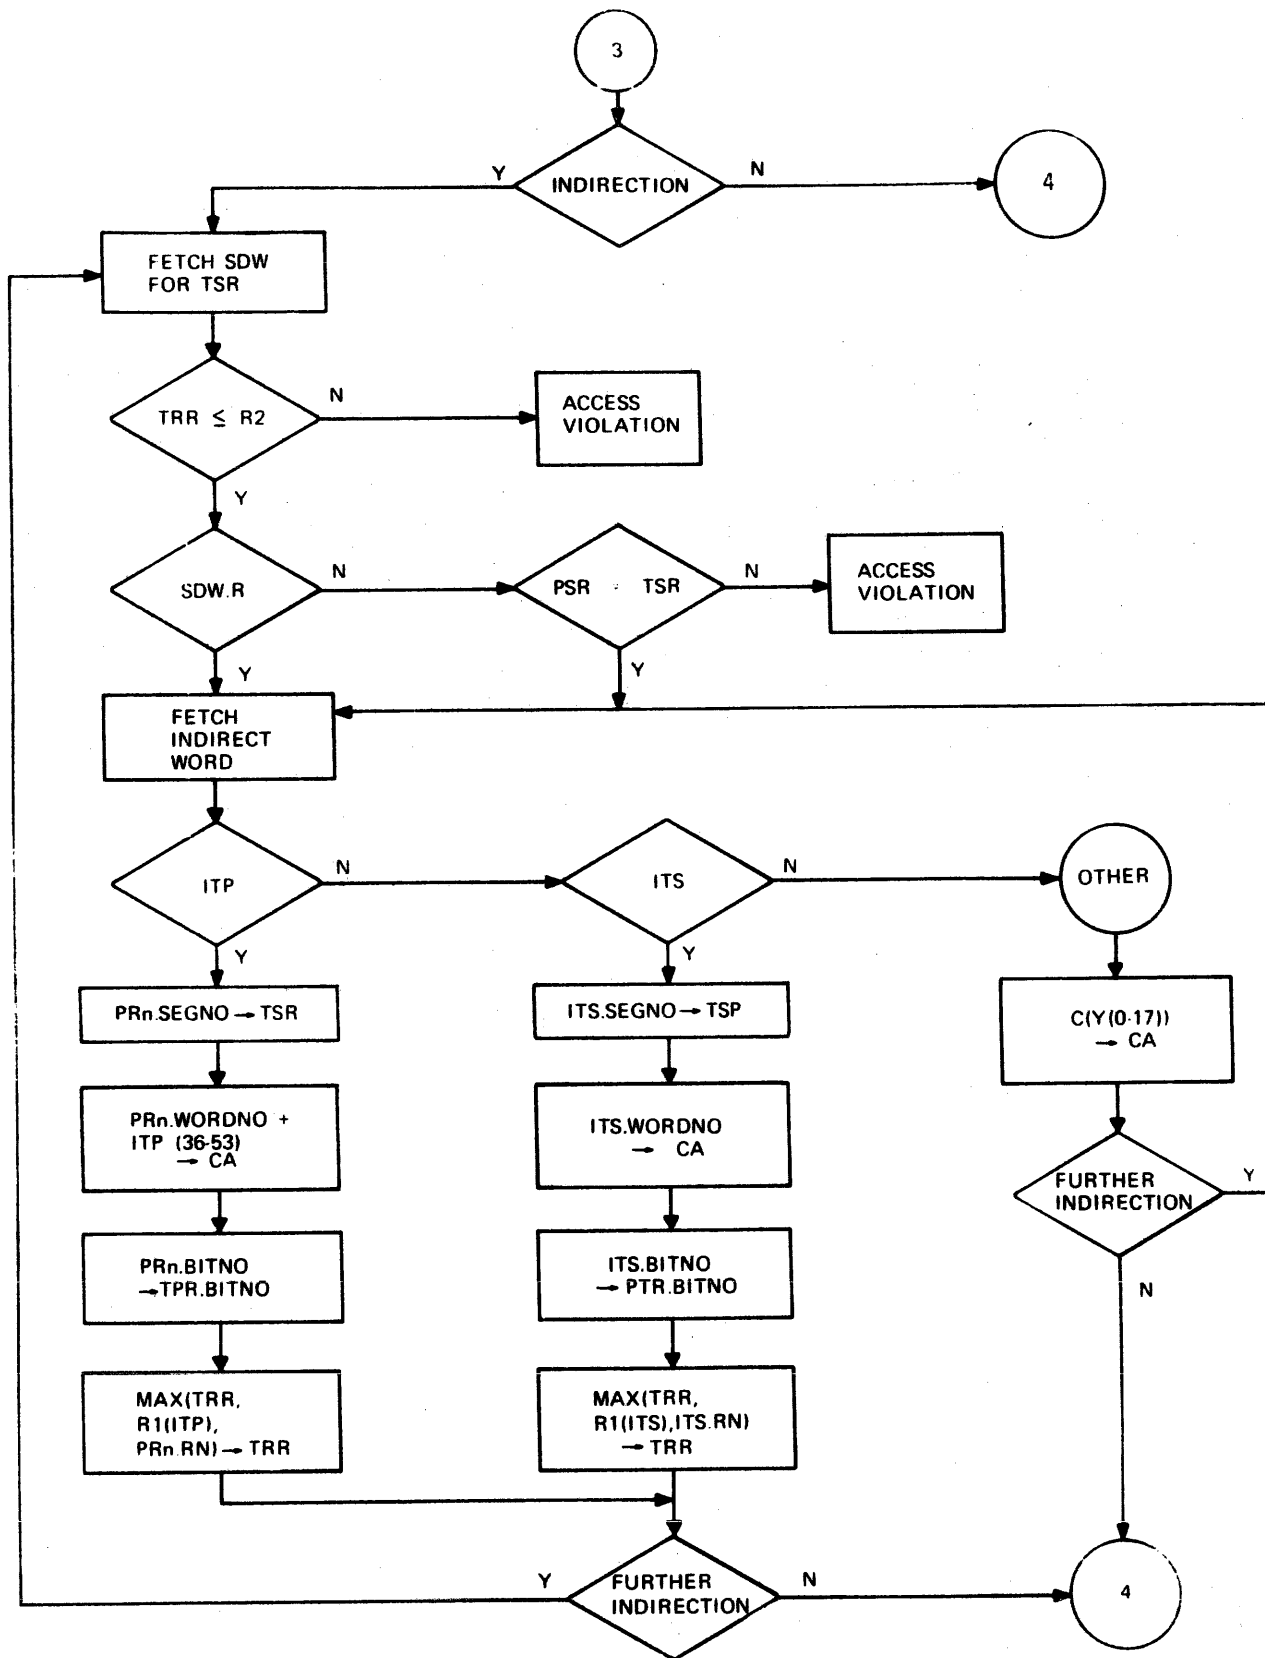 3
INDIRECTION
Y
N
4
FETCH SDW
FOR TSR
TRR ≤ R2
N
ACCESS
VIOLATION
Y
SDW.R
N
PSR - TSR
N
ACCESS
VIOLATION
Y
Y
FETCH
INDIRECT
WORD
ITP
N
ITS
N
OTHER
Y
Y
PRn.SEGNO → TSR
ITS.SEGNO → TSP
C(Y(0-17))
→ CA
PRn.WORDNO +
ITP (36-53)
→ CA
ITS.WORDNO
→ CA
FURTHER
INDIRECTION
Y
N
PRn.BITNO
→TPR.BITNO
ITS.BITNO
→ PTR.BITNO
MAX(TRR,
R1(ITP),
PRn.RN) → TRR
MAX(TRR,
R1(ITS),ITS.RN)
→ TRR
FURTHER
INDIRECTION
Y
N
4